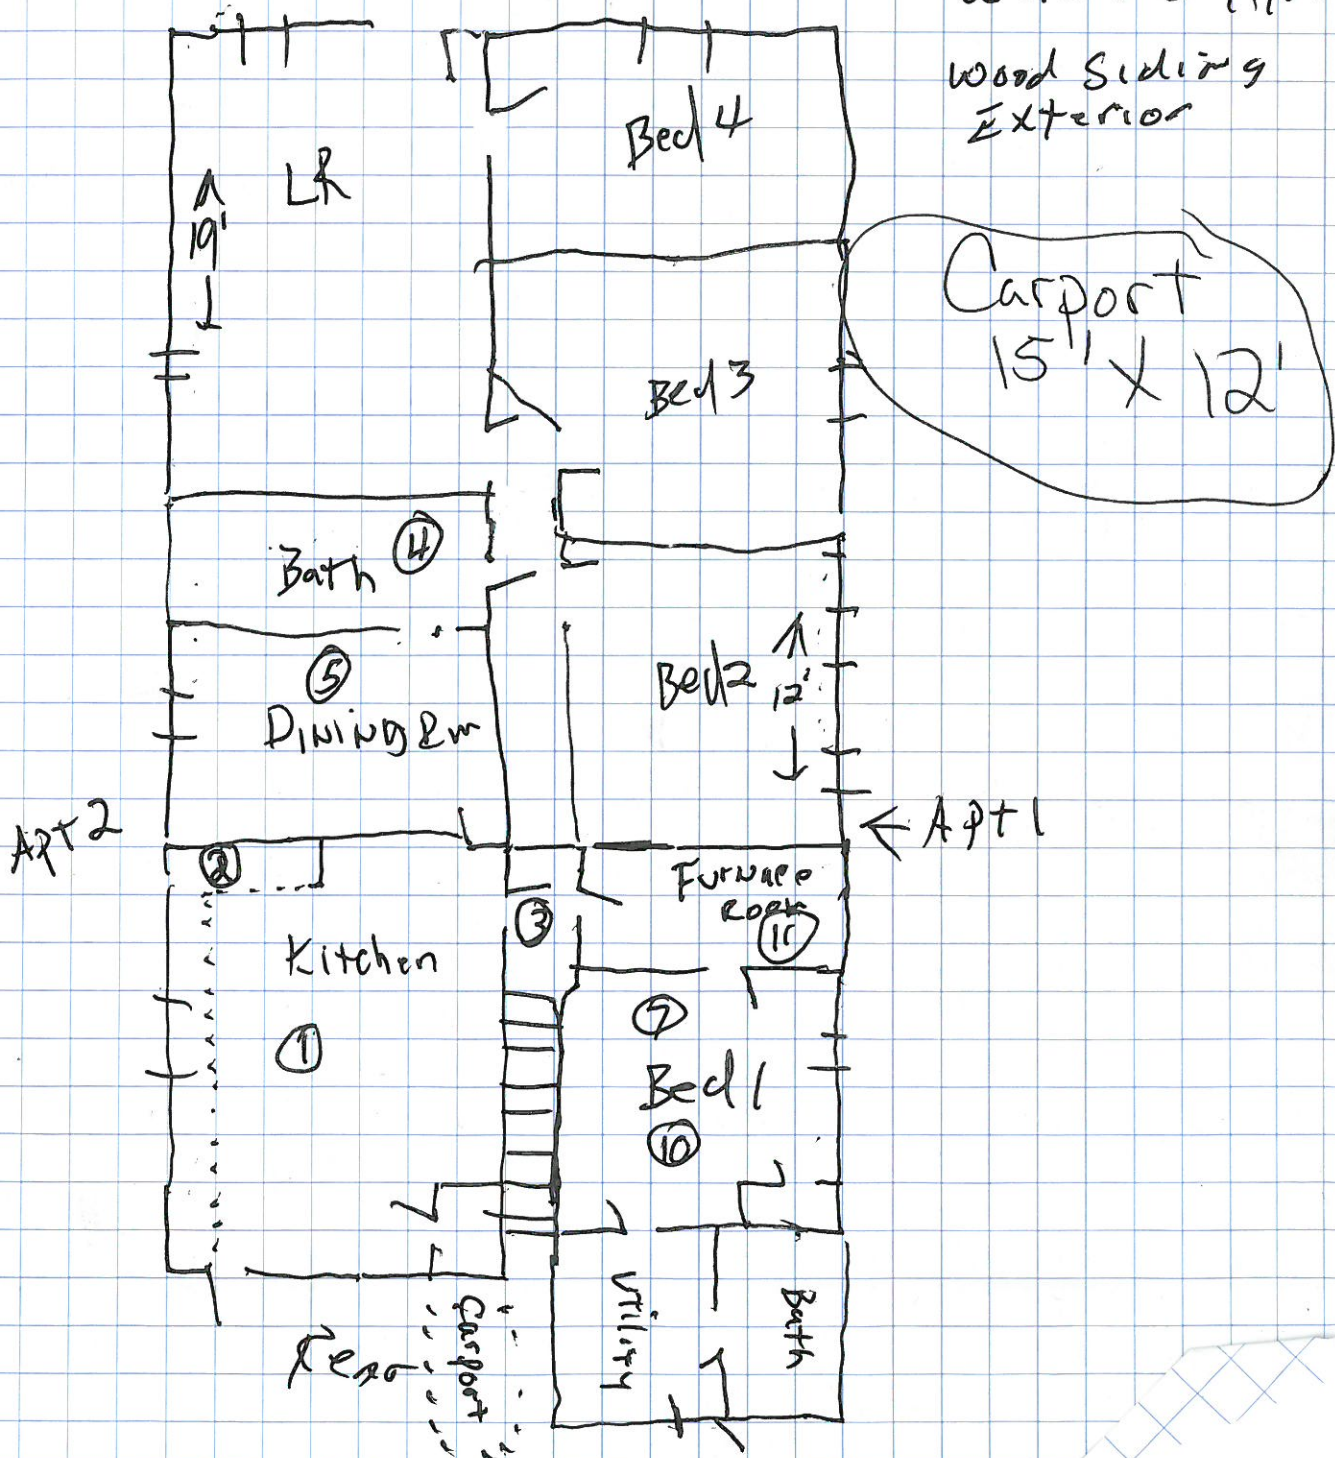 Wood Siding
Exterior
Bed 4
LR
19'
Carport
15" X 12'
Bed 3
Bath ④
⑤
Dining Rm
Bed 2
12'
Apt 2
← Apt 1
②
Furnace
Room
⑪
③
Kitchen
①
⑦
Bed 1
⑩
Utility
Bath
Carport